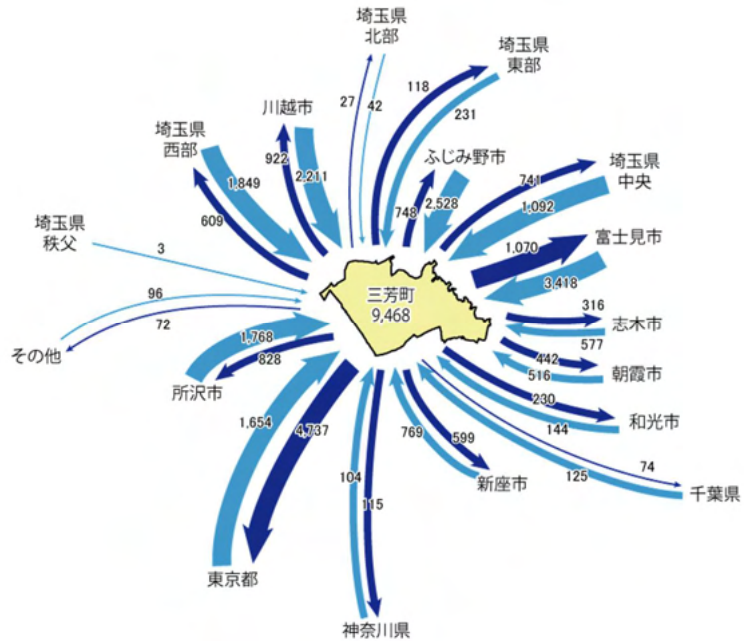 埼玉県
北部
埼玉県
東部
118
27
42
231
川越市
埼玉県
西部
ふじみ野市
922
2,211
1,849
609
748
2,528
741
埼玉県
中央
1,092
埼玉県
秩父
3
富士見市
1,070
3,418
三芳町
9,468
96
72
その他
316
志木市
577
1,768
828
所沢市
442
516
朝霞市
230
144
和光市
1,654
4,737
769
599
新座市
74
125
千葉県
104
115
東京都
神奈川県